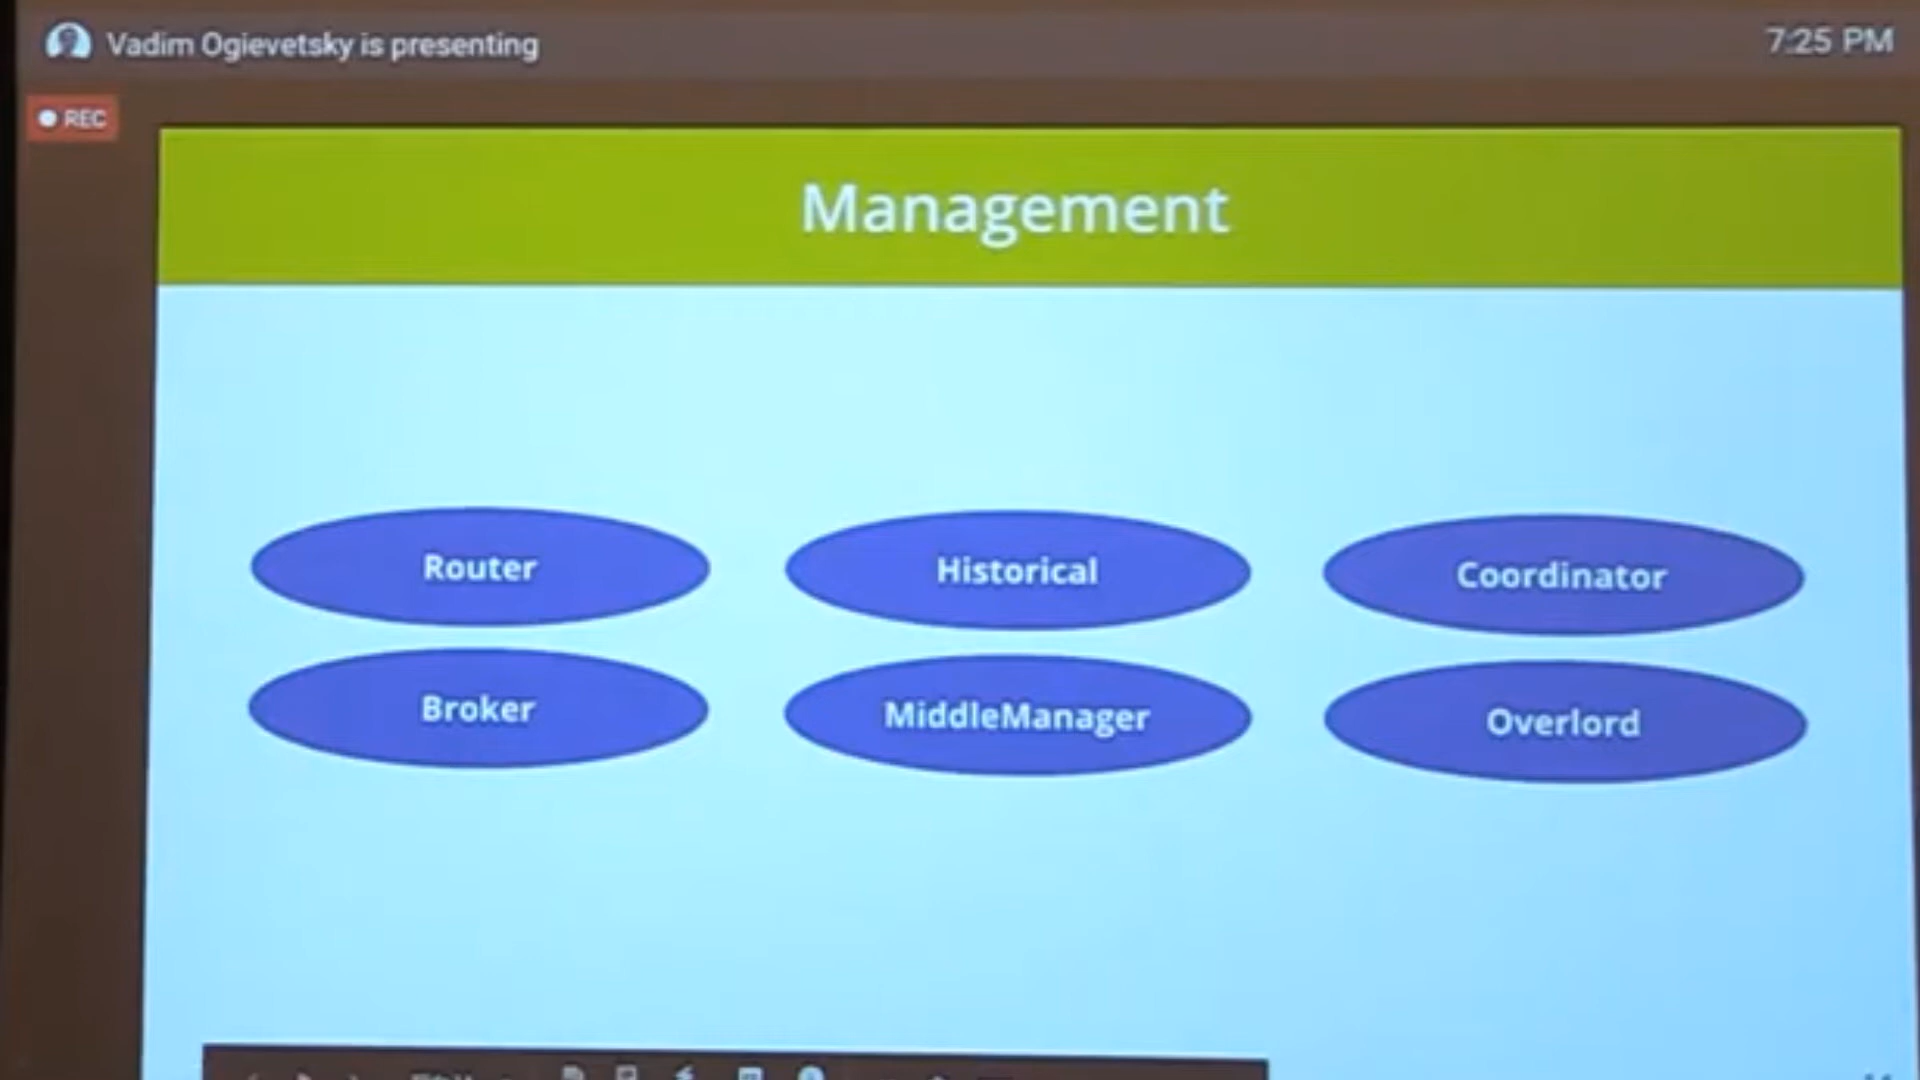 Vadim Ogievetsky is presenting
7:25 PM
REC
Management
Router
Historical
Coordinator
Broker
MiddleManager
Overlord